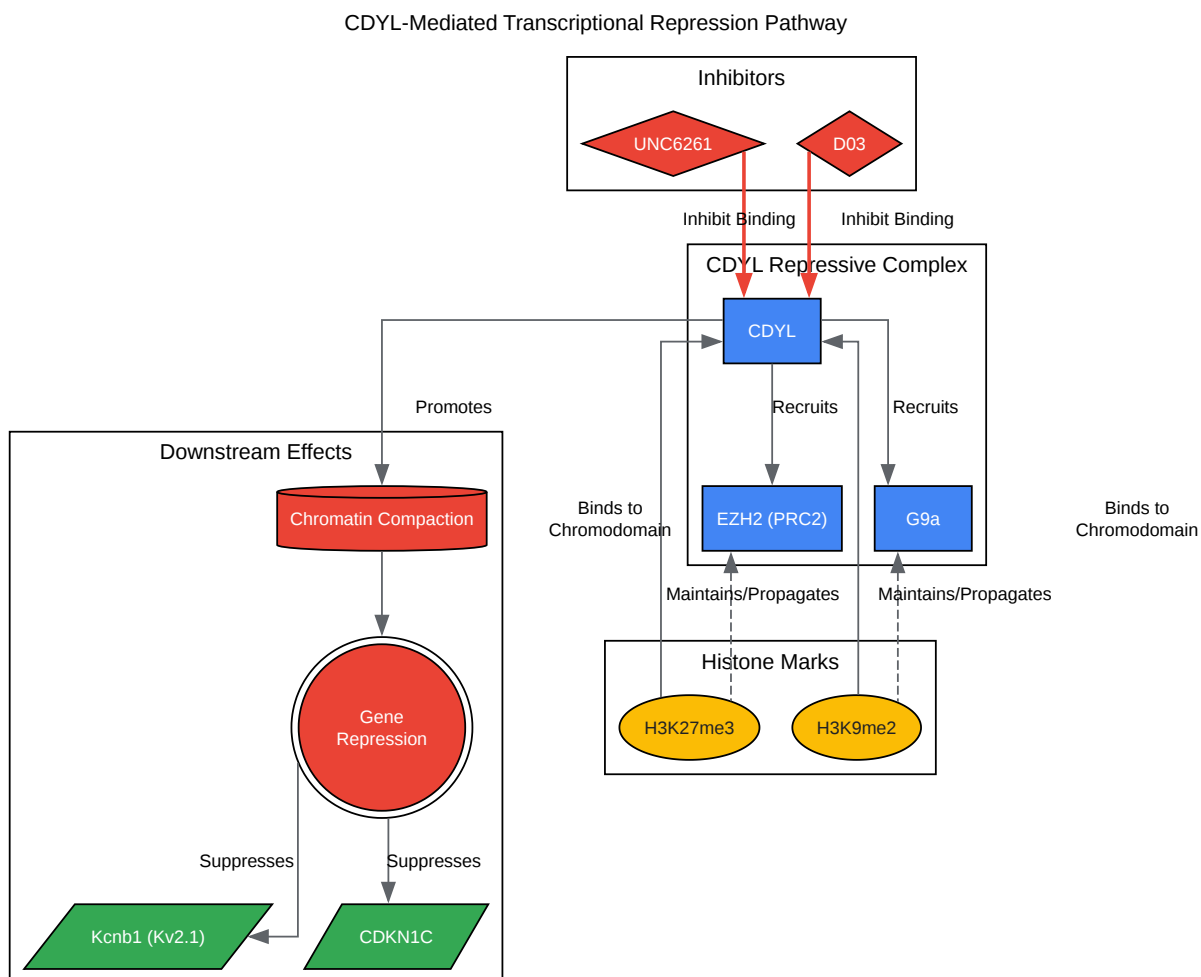 CDYL-Mediated Transcriptional Repression Pathway
Inhibitors
UNC6261
D03
Inhibit Binding
Inhibit Binding
CDYL Repressive Complex
CDYL
Promotes
Recruits
Recruits
Downstream Effects
Chromatin Compaction
Binds to
Chromodomain
EZH2 (PRC2)
G9a
Binds to
Chromodomain
Maintains/Propagates
Maintains/Propagates
Histone Marks
H3K27me3
H3K9me2
Gene
Repression
Suppresses
Suppresses
Kcnb1 (Kv2.1)
CDKN1C